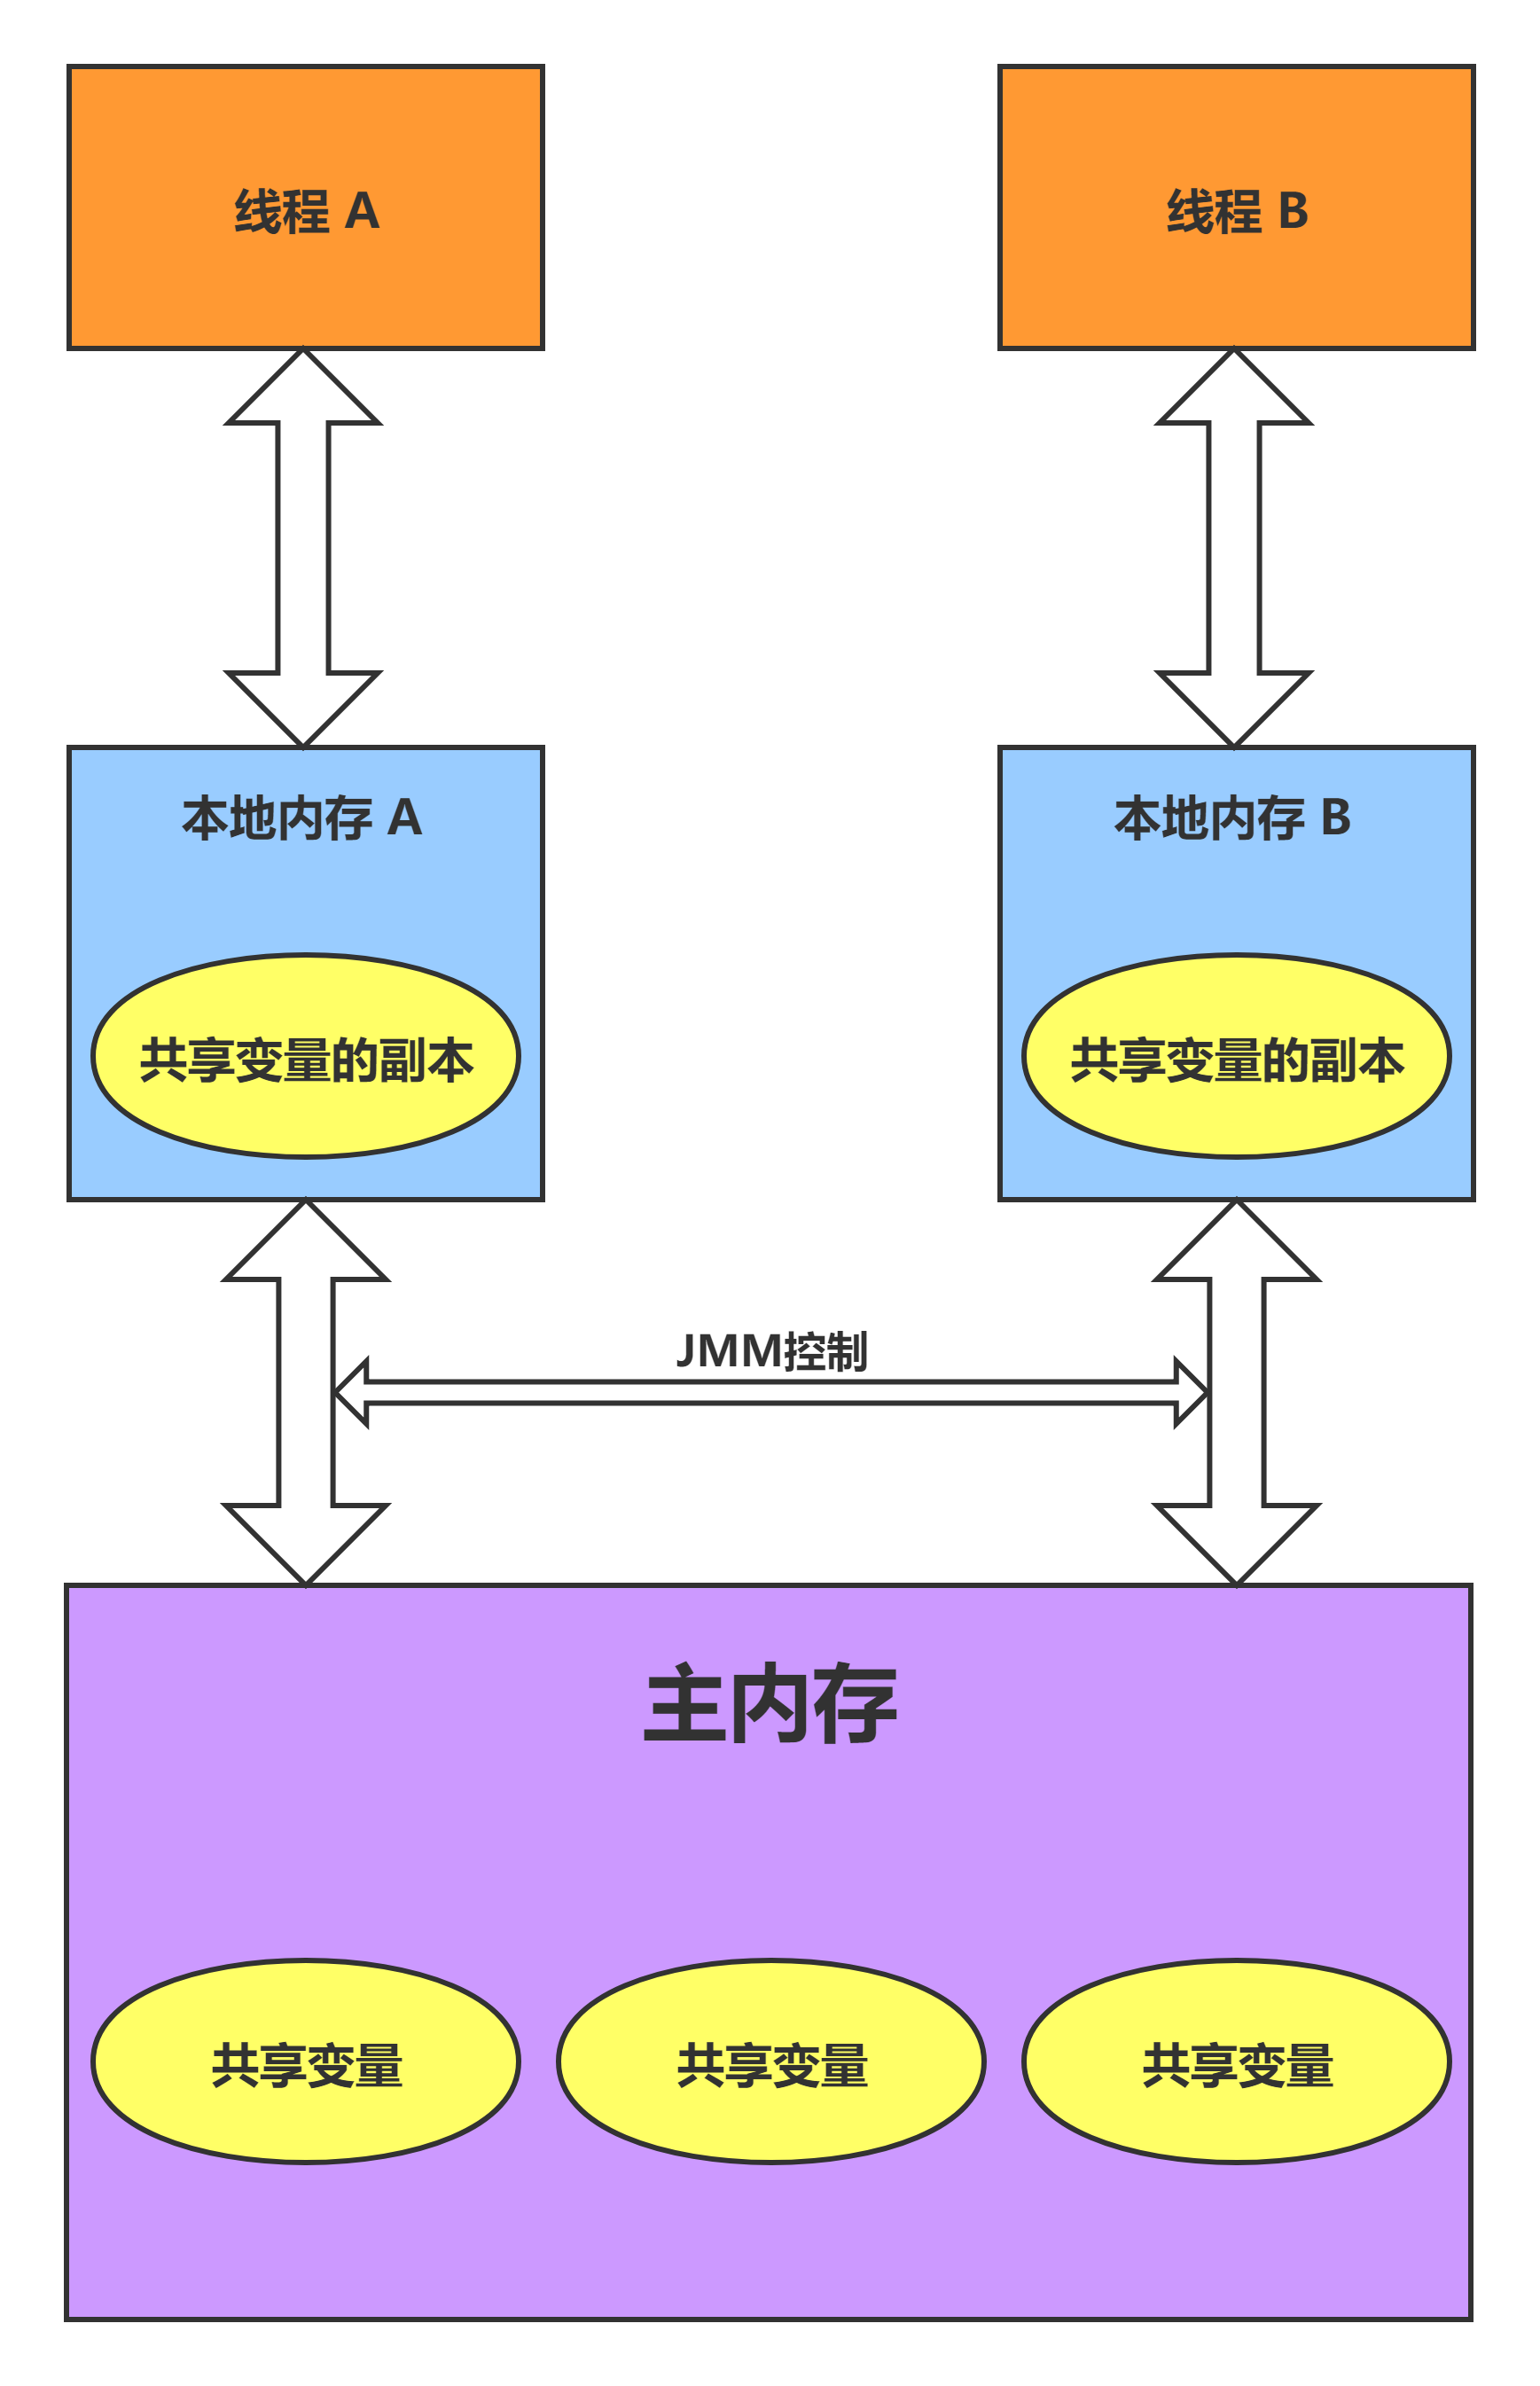 线程 A
线程 B
本地内存 A
本地内存 B
共享变量的副本
共享变量的副本
JMM控制
主内存
共享变量
共享变量
共享变量